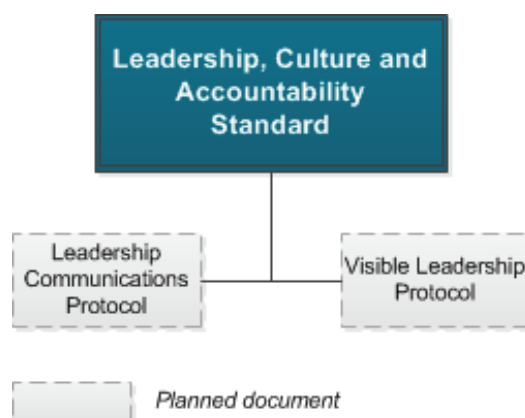 Leadership, Culture and
Accountability
Standard
Leadership
Communications
Protocol
Visible Leadership
Protocol
Planned document